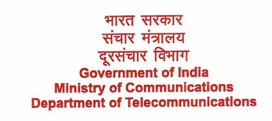 भारत सरकार
संचार मंत्रालय
दूरसंचार विभाग
Government of India
Ministry of Communications
Department of Telecommunications